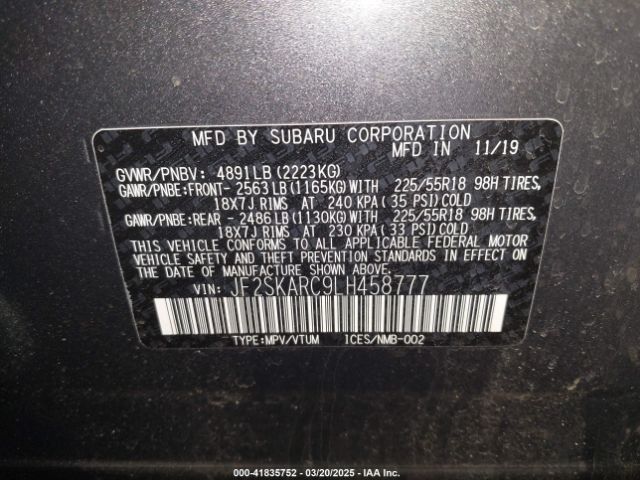 MFD BY SUBARU CORPORATION
MFD IN 11/19
GVWR/PNBV: 4891LB (2223KG)
GAWR/PNBE:FRONT- 2563LB (1165KG) WITH 225/55R18 98H TIRES,
18X7J RIMS AT 240 KPA (35 PSI) COLD
GAWR/PNBE:REAR - 2486LB (1130KG) WITH 225/55R18 98H TIRES,
18X7J RIMS AT 230 KPA (33 PSI) COLD
THIS VEHICLE CONFORMS TO ALL APPLICABLE FEDERAL MOTOR
VEHICLE SAFETY AND THEFT PREVENTION STANDARDS IN EFFECT ON
THE DATE OF MANUFACTURE SHOWN ABOVE.
VIN: JF2SKARC9LH458777
TYPE:MPV/VTUM ICES/NMB-002
000-41835752 — 03/20/2025 — IAA Inc.